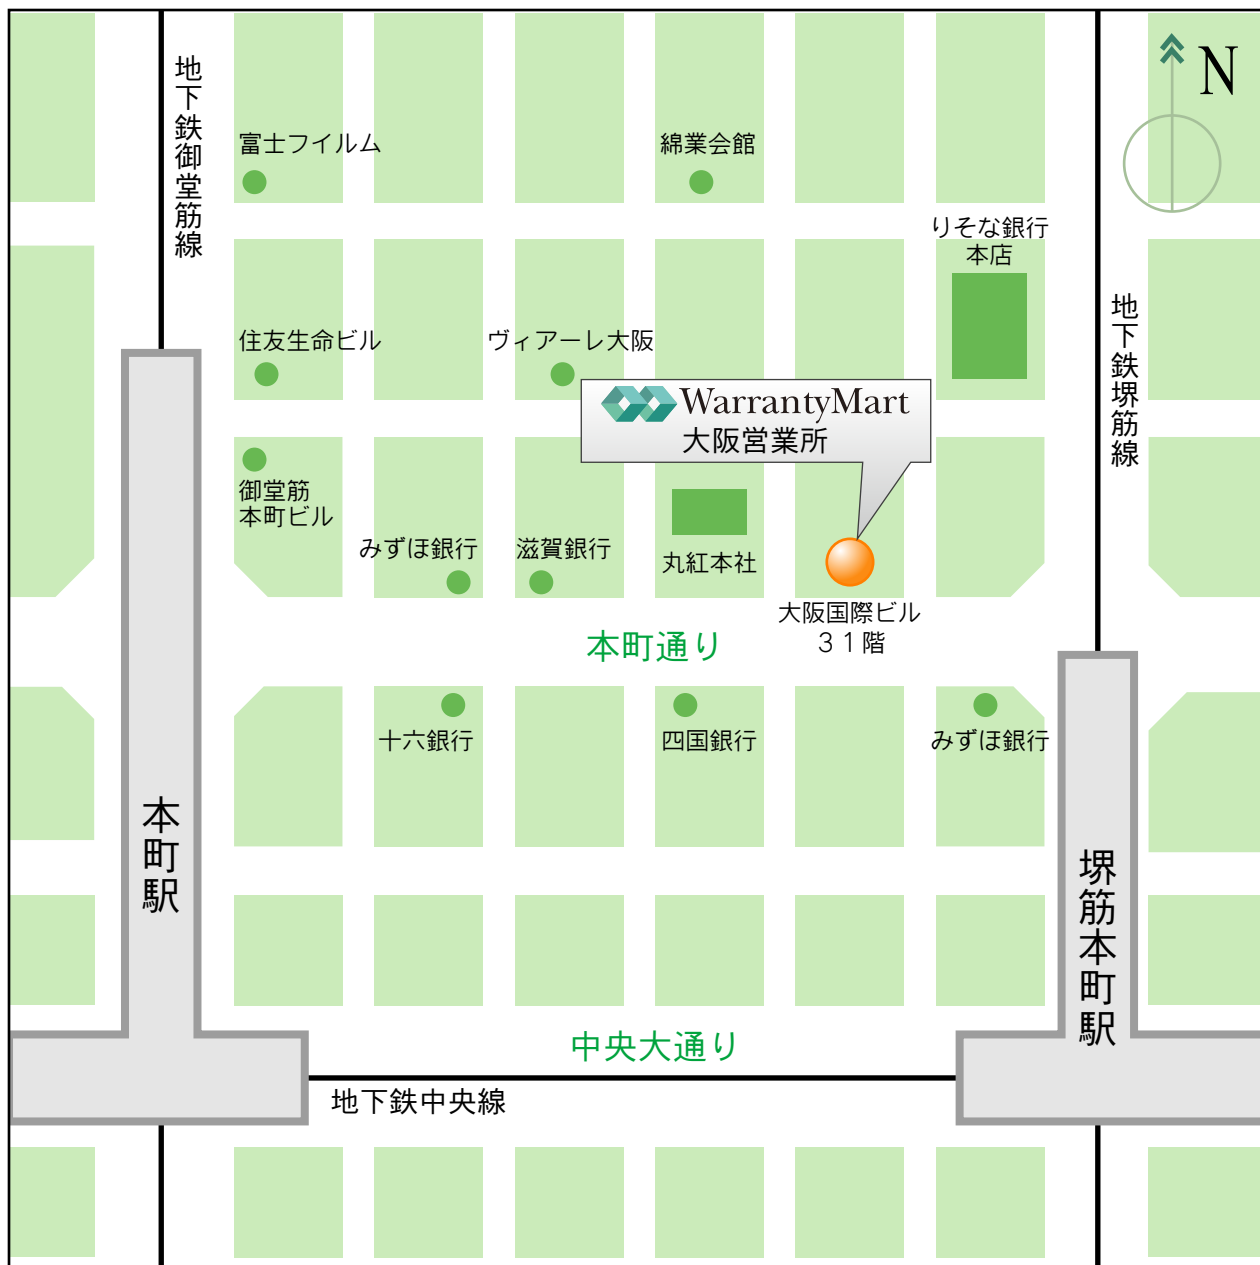 N
地下鉄御堂筋線
富士フイルム
綿業会館
りそな銀行
本店
地下鉄堺筋線
住友生命ビル
ヴィアーレ大阪
WarrantyMart
大阪営業所
御堂筋
本町ビル
みずほ銀行
滋賀銀行
丸紅本社
大阪国際ビル
３１階
本町通り
十六銀行
四国銀行
みずほ銀行
本町駅
堺筋本町駅
中央大通り
地下鉄中央線